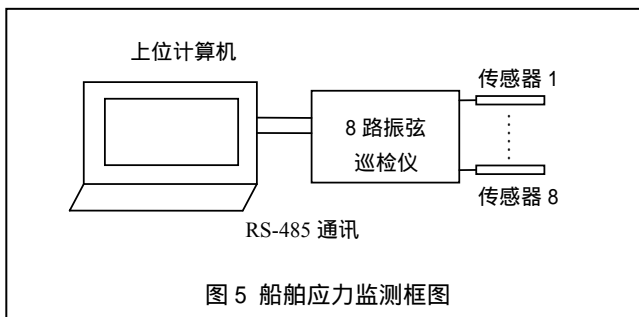 上位计算机
传感器 1
8 路振弦
巡检仪
传感器 8
RS-485 通讯
图 5 船舶应力监测框图